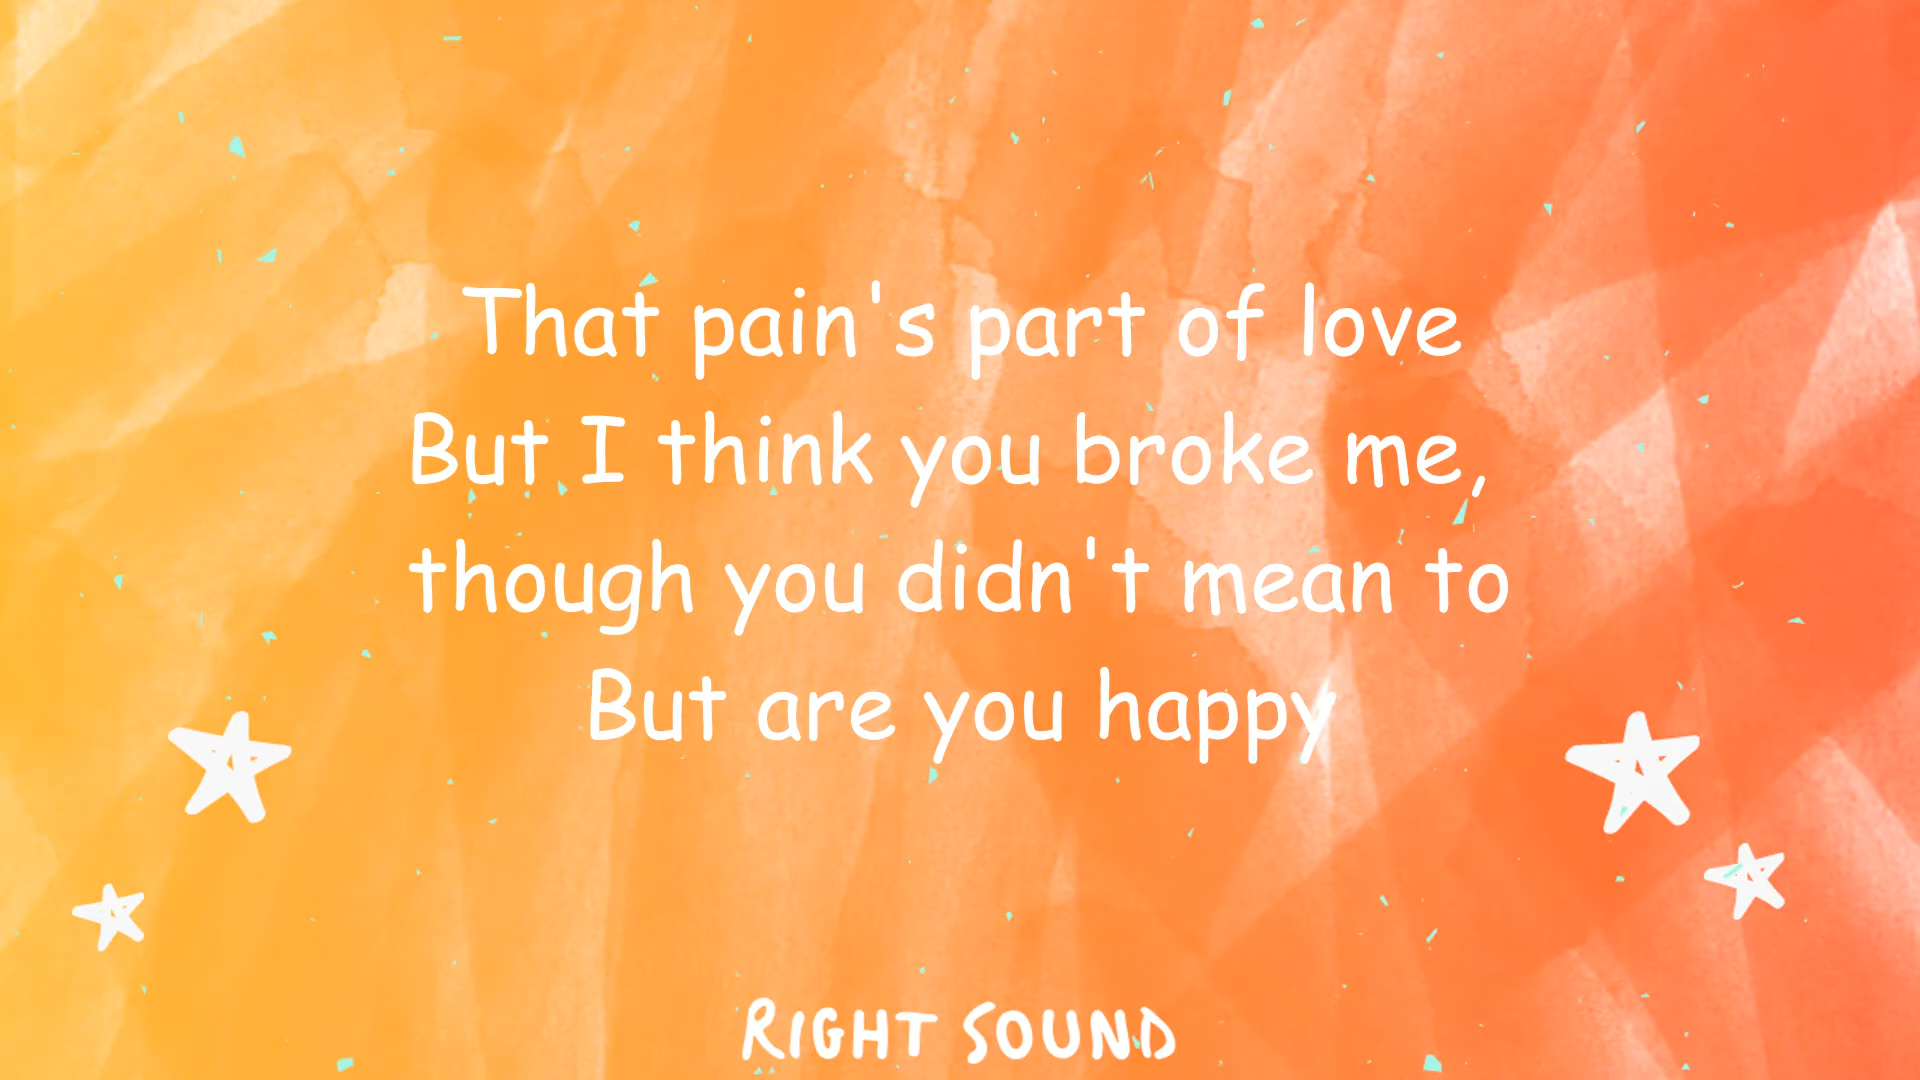 That pain's part of love
But I think you broke me,
though you didn't mean to
But are you happy
RIGHT SOUND